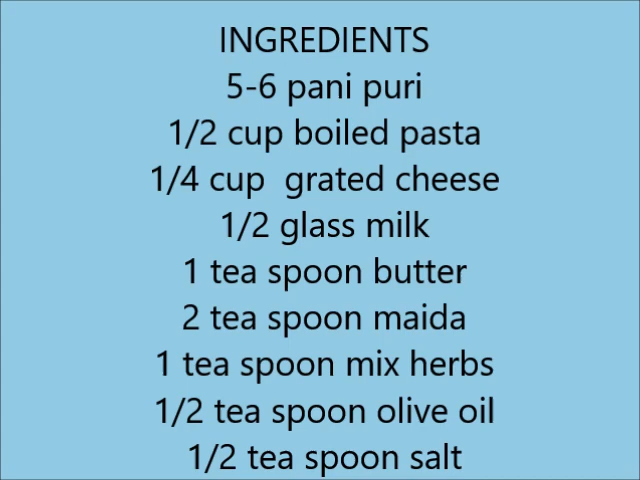 INGREDIENTS
5-6 pani puri
1/2 cup boiled pasta
1/4 cup  grated cheese
1/2 glass milk
1 tea spoon butter
2 tea spoon maida
1 tea spoon mix herbs
1/2 tea spoon olive oil
1/2 tea spoon salt